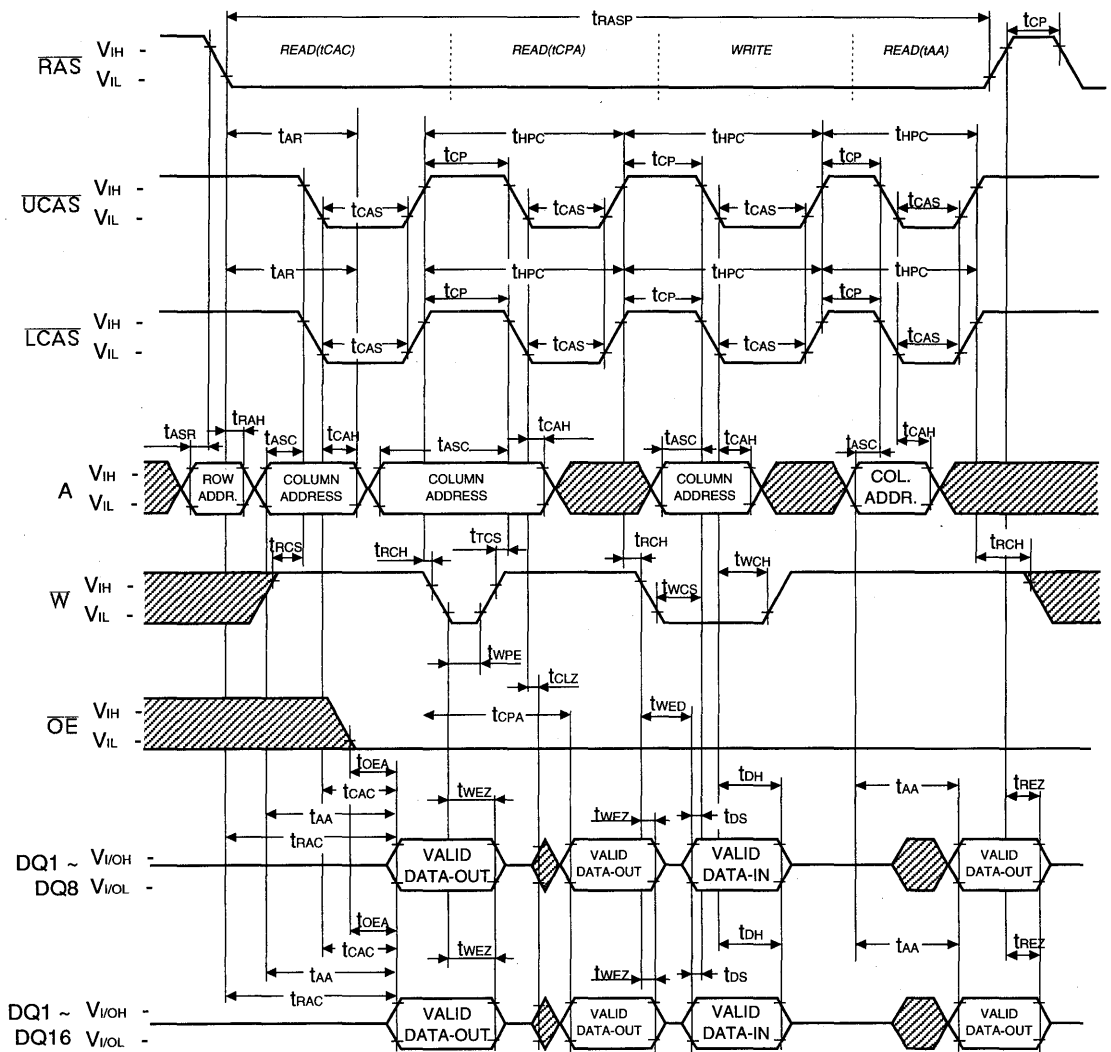 tRASP
tCP
VIH -
READ(tCAC) READ(tCPA) WRITE READ(tAA)
RAS
VIL -
tAR tHPC tHPC tHPC
tCP tCP tCP
VIH -
UCAS
VIL -
tCAS tCAS tCAS tCAS
tAR tHPC tHPC tHPC
tCP tCP tCP
VIH -
LCAS
VIL -
tCAS tCAS tCAS tCAS
tASR tRAH tASC tCAH tASC tCAH tASC tCAH tASC tCAH
VIH -
A
VIL -
ROW ADDR.
COLUMN ADDRESS
COLUMN ADDRESS
COLUMN ADDRESS
COL. ADDR.
tRCS tRCH tTCS tRCH tWCH tRCH
VIH -
W
VIL -
tWCS
tWPE
tCLZ
tCPA tWED
VIH -
OE
VIL -
tOEA
tCAC tWEZ tDH tAA tREZ
tAA tWEZ tDS
tRAC
DQ1 ~ VI/OH -
DQ8 VI/OL -
VALID DATA-OUT
VALID DATA-OUT
VALID DATA-IN
VALID DATA-OUT
tOEA
tCAC tWEZ tDH tAA tREZ
tAA tWEZ tDS
tRAC
DQ1 ~ VI/OH -
DQ16 VI/OL -
VALID DATA-OUT
VALID DATA-OUT
VALID DATA-IN
VALID DATA-OUT